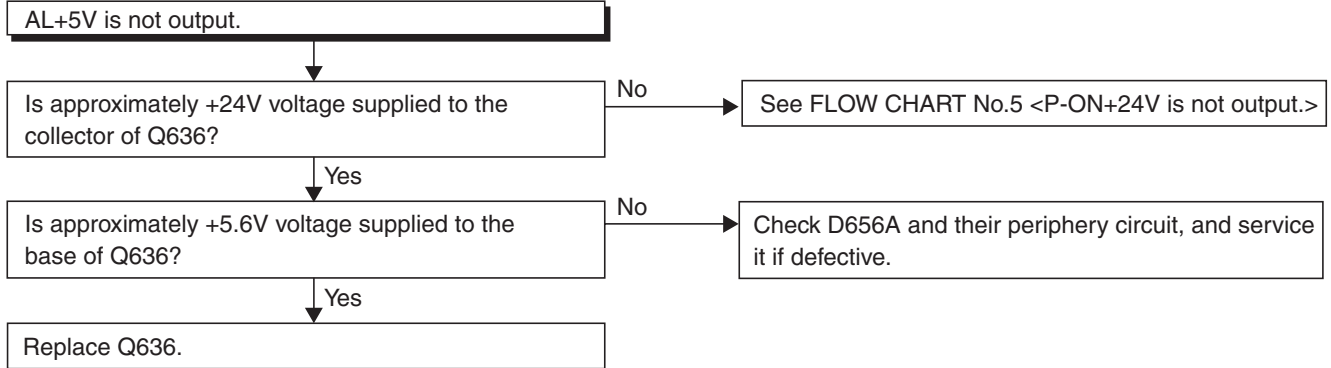 AL+5V is not output.
Is approximately +24V voltage supplied to the
collector of Q636?
No
See FLOW CHART No.5 <P-ON+24V is not output.>
Yes
Is approximately +5.6V voltage supplied to the
base of Q636?
No
Check D656A and their periphery circuit, and service
it if defective.
Yes
Replace Q636.